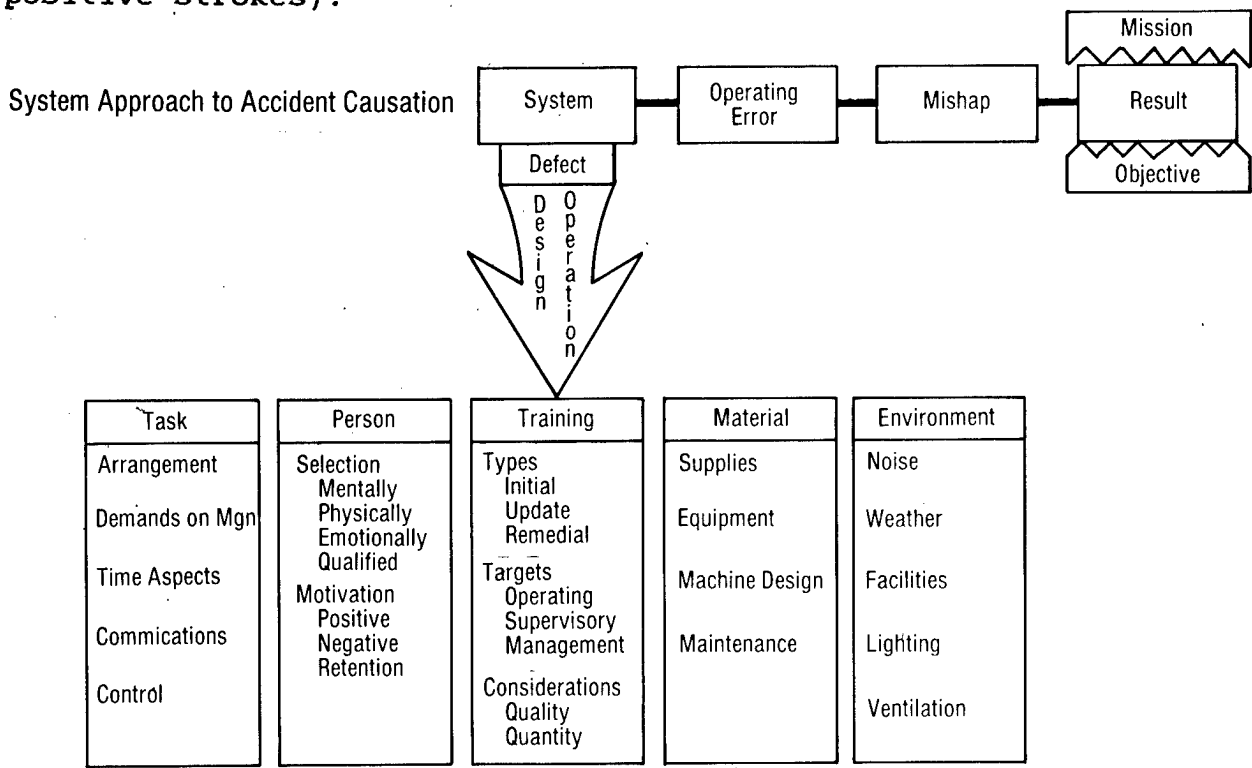 positive strokes).
Mission
System Approach to Accident Causation
System
Operating
Error
Mishap
Result
Defect
Objective
Design
Operation
Task
Arrangement
Demands on Mgn
Time Aspects
Commications
Control
Person
Selection
Mentally
Physically
Emotionally
Qualified
Motivation
Positive
Negative
Retention
Training
Types
Initial
Update
Remedial
Targets
Operating
Supervisory
Management
Considerations
Quality
Quantity
Material
Supplies
Equipment
Machine Design
Maintenance
Environment
Noise
Weather
Facilities
Lighting
Ventilation